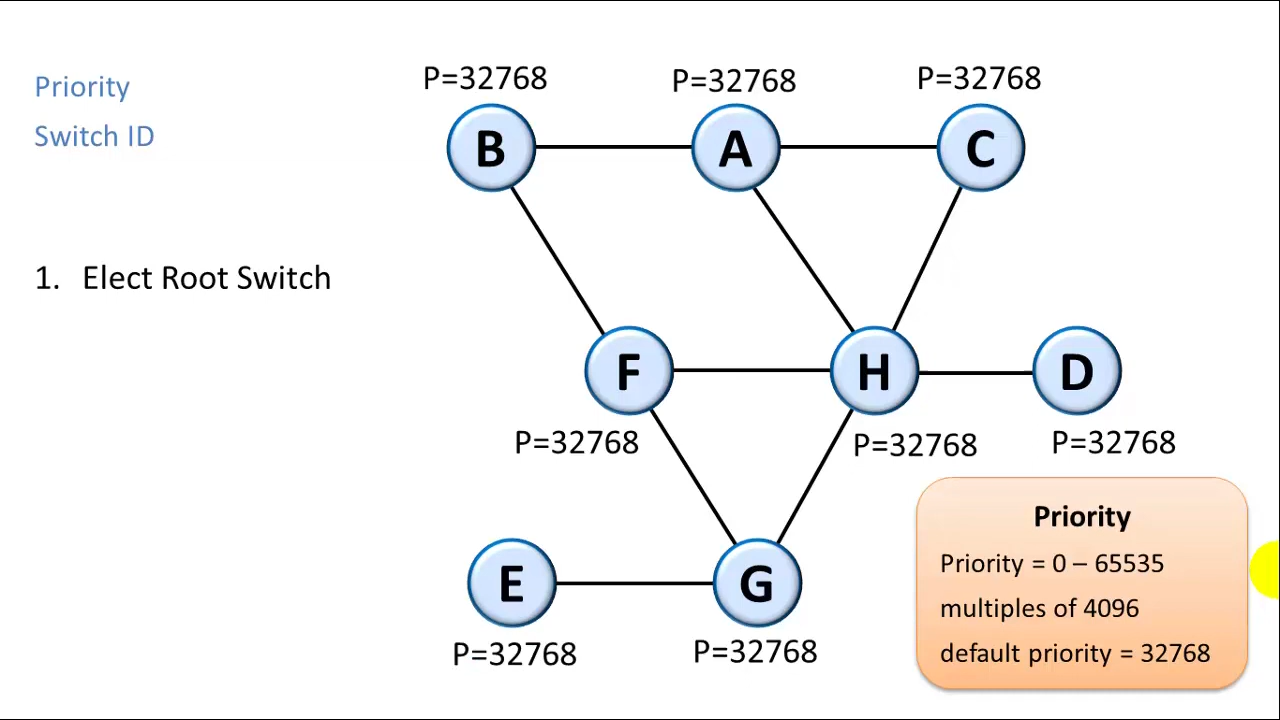 Priority
Switch ID
1. Elect Root Switch
P=32768
P=32768
P=32768
B
A
C
F
H
D
P=32768
P=32768
P=32768
E
G
P=32768
P=32768
Priority
Priority = 0 – 65535
multiples of 4096
default priority = 32768